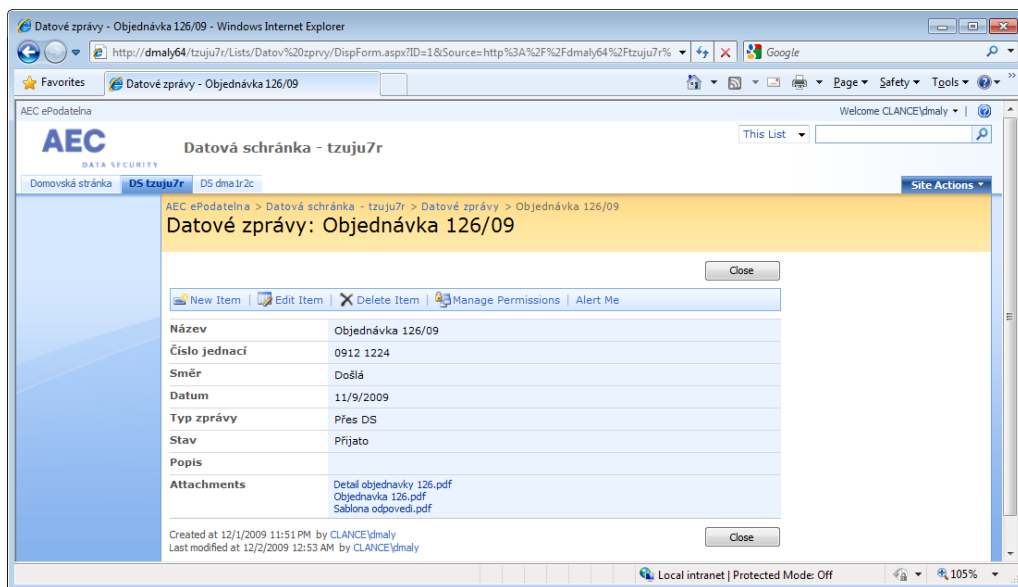 Datové zprávy - Objednávka 126/09 - Windows Internet Explorer
http://dmaly64/tzuju7r/Lists/Datov%20zprvy/DispForm.aspx?ID=1&Source=http%3A%2F%2Fdmaly64%2Ftzuju7r%
Google
Favorites
Datové zprávy - Objednávka 126/09
Page
Safety
Tools
AEC ePodatelna
Welcome CLANCE\dmaly
AEC
DATA SECURITY
Datová schránka - tzuju7r
This List
Domovská stránka
DS tzuju7r
DS dma1r2c
Site Actions
AEC ePodatelna > Datová schránka - tzuju7r > Datové zprávy > Objednávka 126/09
Datové zprávy: Objednávka 126/09
Close
New Item | Edit Item | Delete Item | Manage Permissions | Alert Me
Název Objednávka 126/09
Číslo jednací 0912 1224
Směr Došlá
Datum 11/9/2009
Typ zprávy Přes DS
Stav Přijato
Popis
Attachments Detail objednavky 126.pdf
Objednavka 126.pdf
Sablona odpovedi.pdf
Created at 12/1/2009 11:51 PM by CLANCE\dmaly
Last modified at 12/2/2009 12:53 AM by CLANCE\dmaly
Close
Local intranet | Protected Mode: Off
105%